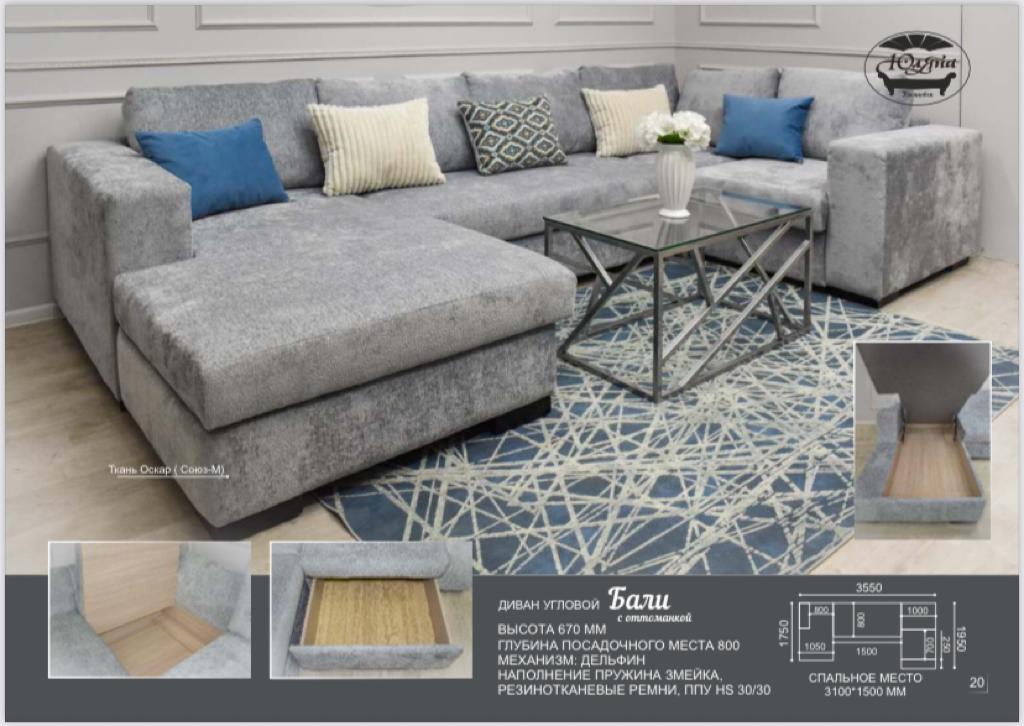 Юляна
Ткань Оскар ( Союз-М)
ДИВАН УГЛОВОЙ Бали
с оттоманкой
ВЫСОТА 670 ММ
ГЛУБИНА ПОСАДОЧНОГО МЕСТА 800
МЕХАНИЗМ: ДЕЛЬФИН
НАПОЛНЕНИЕ ПРУЖИНА ЗМЕЙКА,
РЕЗИНОТКАНЕВЫЕ РЕМНИ, ППУ HS 30/30
3550
800
1000
800
1750
1050
1500
700
250
1950
СПАЛЬНОЕ МЕСТО
3100*1500 ММ
20